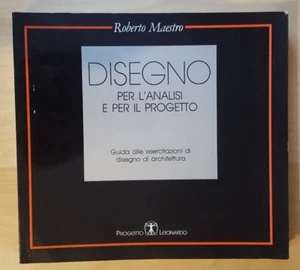 Roberto Maestro
DISEGNO
PER L'ANALISI
E PER IL PROGETTO
Guida alle esercitazioni di
disegno di architettura
PROGETTO LEONARDO